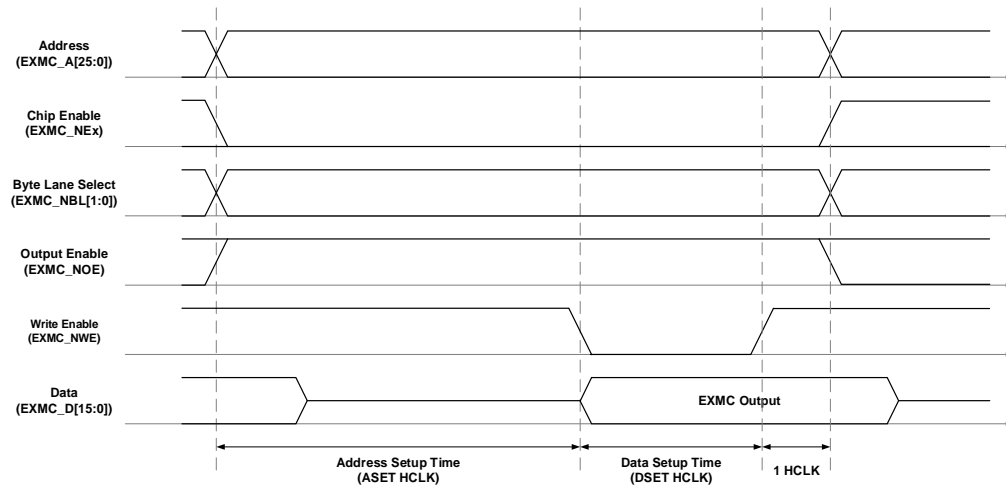 Address
(EXMC_A[25:0])
Chip Enable
(EXMC_NEx)
Byte Lane Select
(EXMC_NBL[1:0])
Output Enable
(EXMC_NOE)
Write Enable
(EXMC_NWE)
Data
(EXMC_D[15:0])
EXMC Output
Address Setup Time
(ASET HCLK)
Data Setup Time
(DSET HCLK)
1 HCLK